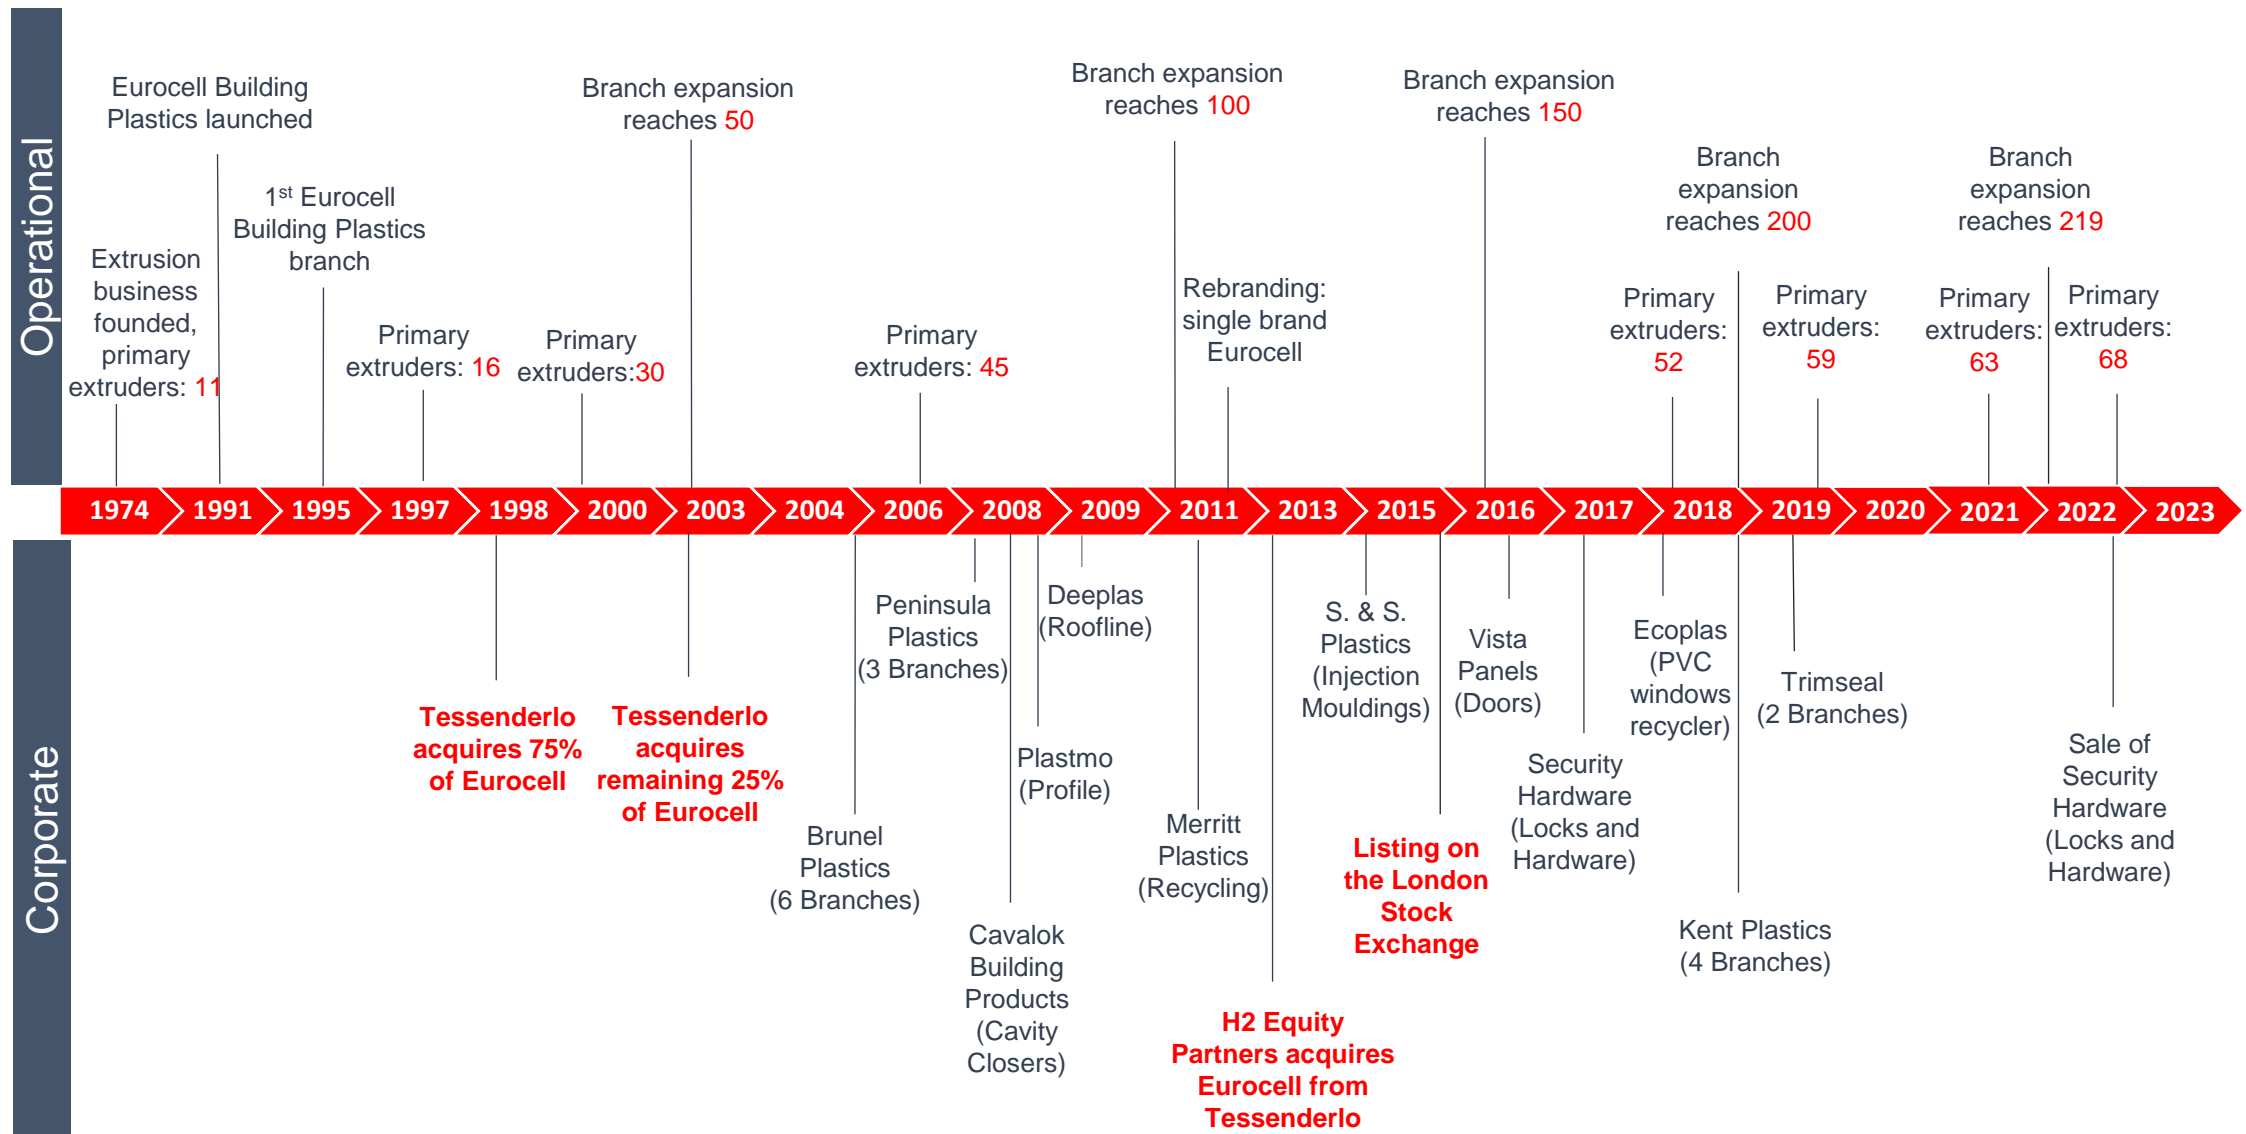 Operational
Eurocell Building
Plastics launched
Branch expansion
reaches 50
Branch expansion
reaches 100
Branch expansion
reaches 150
Branch
expansion
reaches 200
Branch
expansion
reaches 219
1st Eurocell
Building Plastics
branch
Extrusion
business
founded,
primary
extruders: 11
Primary
extruders: 16
Primary
extruders:30
Primary
extruders: 45
Rebranding:
single brand
Eurocell
Primary
extruders:
52
Primary
extruders:
59
Primary
extruders:
63
Primary
extruders:
68
1974 1991 1995 1997 1998 2000 2003 2004 2006 2008 2009 2011 2013 2015 2016 2017 2018 2019 2020 2021 2022 2023
Corporate
Tessenderlo
acquires 75%
of Eurocell
Tessenderlo
acquires
remaining 25%
of Eurocell
Brunel
Plastics
(6 Branches)
Peninsula
Plastics
(3 Branches)
Cavalok
Building
Products
(Cavity
Closers)
Plastmo
(Profile)
Deeplas
(Roofline)
Merritt
Plastics
(Recycling)
H2 Equity
Partners acquires
Eurocell from
Tessenderlo
S. & S.
Plastics
(Injection
Mouldings)
Listing on
the London
Stock
Exchange
Vista
Panels
(Doors)
Security
Hardware
(Locks and
Hardware)
Ecoplas
(PVC
windows
recycler)
Kent Plastics
(4 Branches)
Trimseal
(2 Branches)
Sale of
Security
Hardware
(Locks and
Hardware)